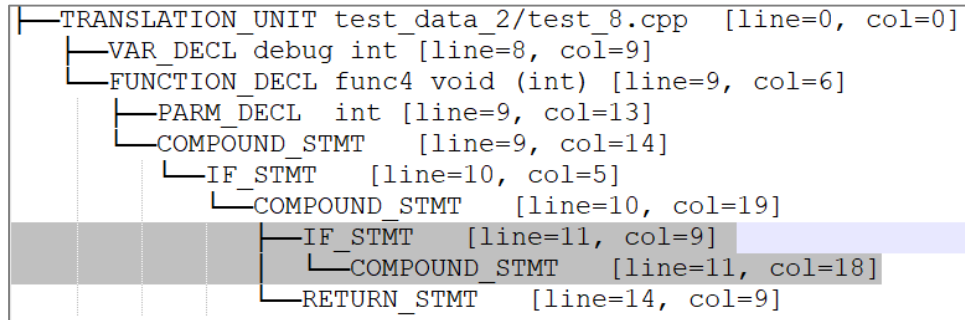 ├──TRANSLATION_UNIT test_data_2/test_8.cpp  [line=0, col=0]
   ├──VAR_DECL debug int [line=8, col=9]
   └──FUNCTION_DECL func4 void (int) [line=9, col=6]
      ├──PARM_DECL  int [line=9, col=13]
      └──COMPOUND_STMT   [line=9, col=14]
         └──IF_STMT   [line=10, col=5]
            └──COMPOUND_STMT   [line=10, col=19]
               ├──IF_STMT   [line=11, col=9]
               │  └──COMPOUND_STMT   [line=11, col=18]
               └──RETURN_STMT   [line=14, col=9]